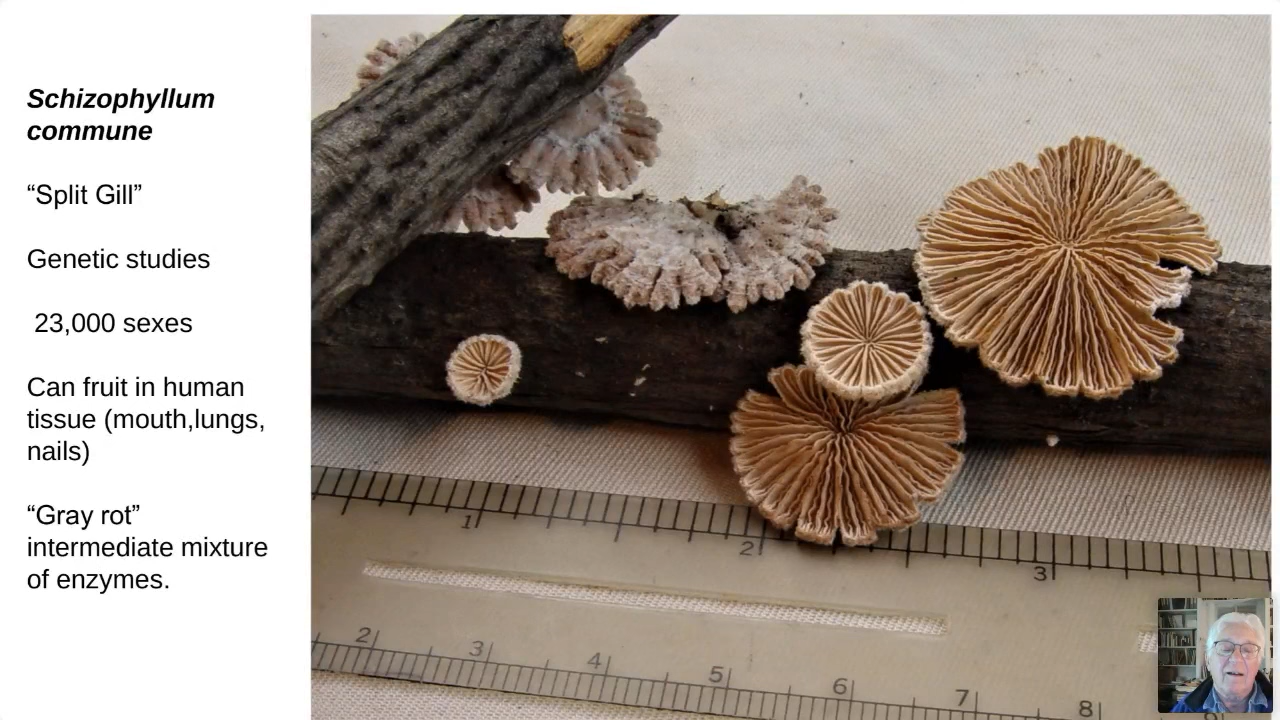 Schizophyllum
commune
“Split Gill”
Genetic studies
23,000 sexes
Can fruit in human
tissue (mouth,lungs,
nails)
“Gray rot”
intermediate mixture
of enzymes.
1
2
3
2
3
4
5
6
7
8